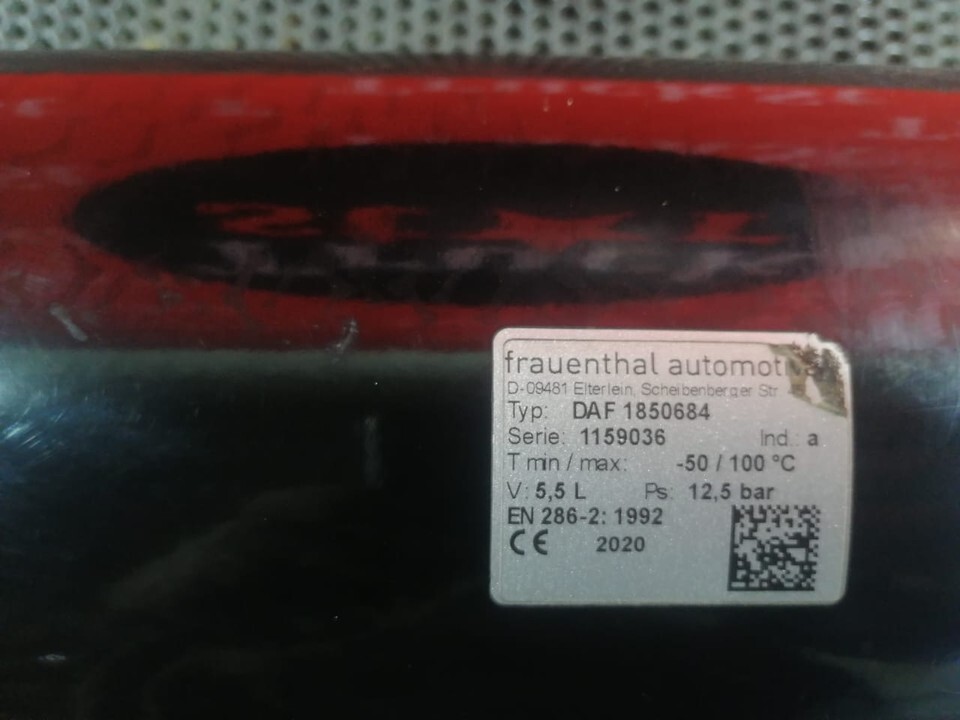 frauenthal automotive
D-09481 Elterlein, Scheibenberger Str
Typ: DAF 1850684
Serie: 1159036 Ind.: a
T min / max: -50 / 100 °C
V: 5,5 L Ps: 12,5 bar
EN 286-2: 1992
CE 2020